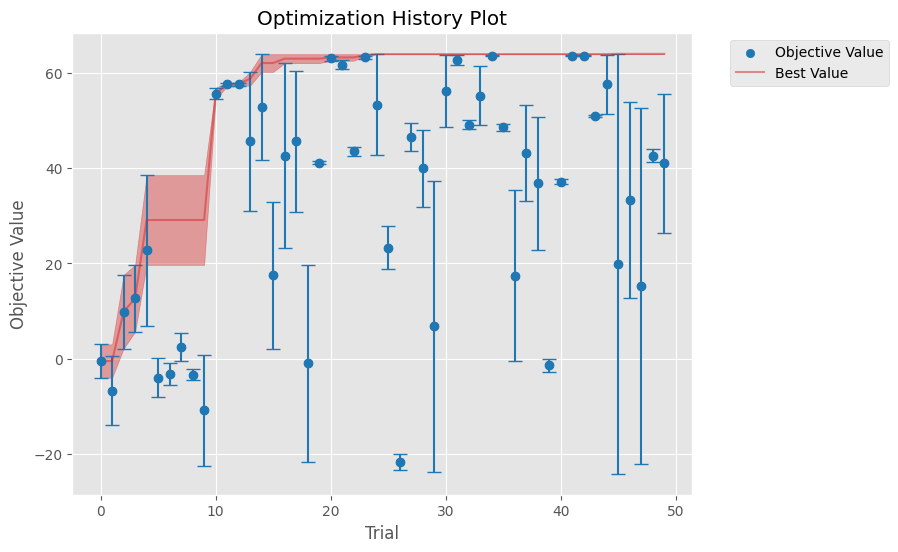 Optimization History Plot
Objective Value
Best Value
Objective Value
60
40
20
0
−20
0 10 20 30 40 50
Trial